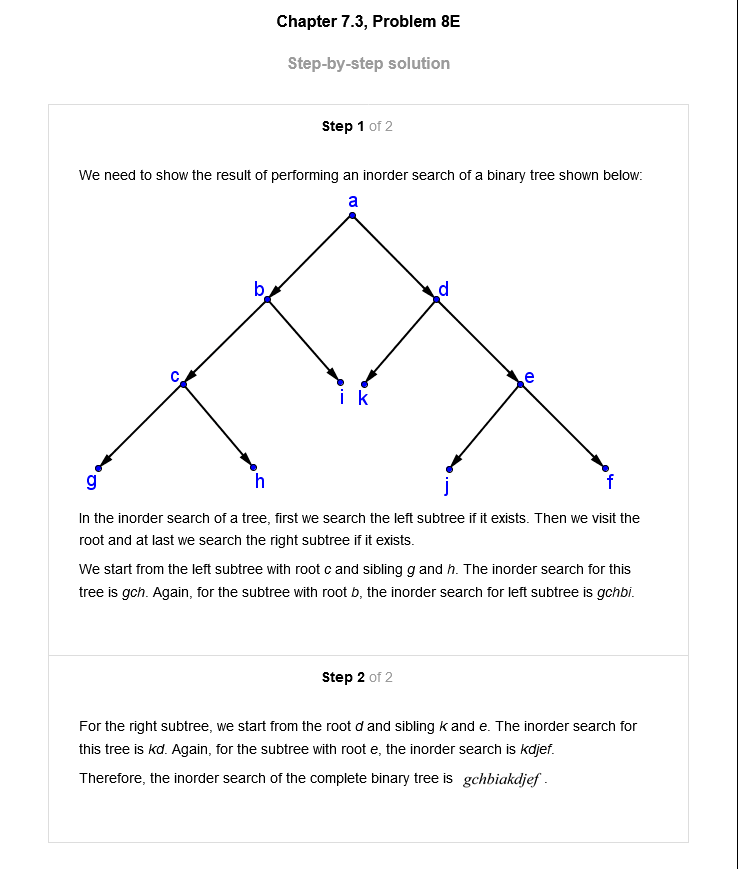 Chapter 7.3, Problem 8E
Step-by-step solution
Step 1 of 2
We need to show the result of performing an inorder search of a binary tree shown below:
a
b
d
c
e
i
k
g
h
j
f
In the inorder search of a tree, first we search the left subtree if it exists. Then we visit the
root and at last we search the right subtree if it exists.
We start from the left subtree with root c and sibling g and h. The inorder search for this
tree is gch. Again, for the subtree with root b, the inorder search for left subtree is gchbi.
Step 2 of 2
For the right subtree, we start from the root d and sibling k and e. The inorder search for
this tree is kd. Again, for the subtree with root e, the inorder search is kdjef.
Therefore, the inorder search of the complete binary tree is gchbiakdjef .